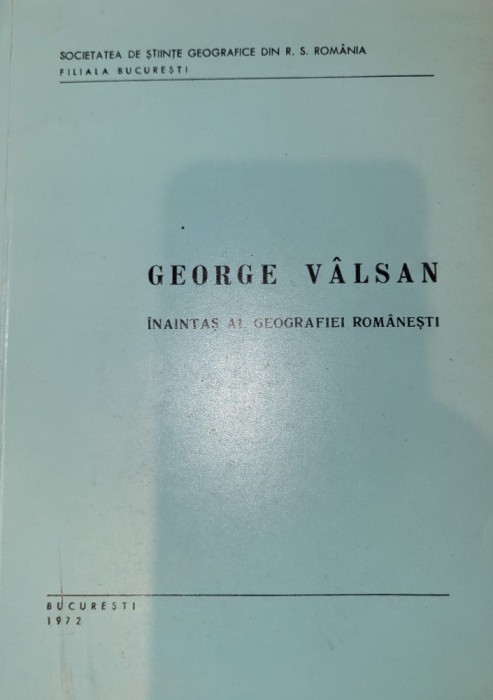 SOCIETATEA DE ȘTIINȚE GEOGRAFICE DIN R. S. ROMÂNIA
FILIALA BUCUREȘTI
GEORGE VÂLSAN
ÎNAINTAȘ AL GEOGRAFIEI ROMÂNEȘTI
BUCUREȘTI
1972